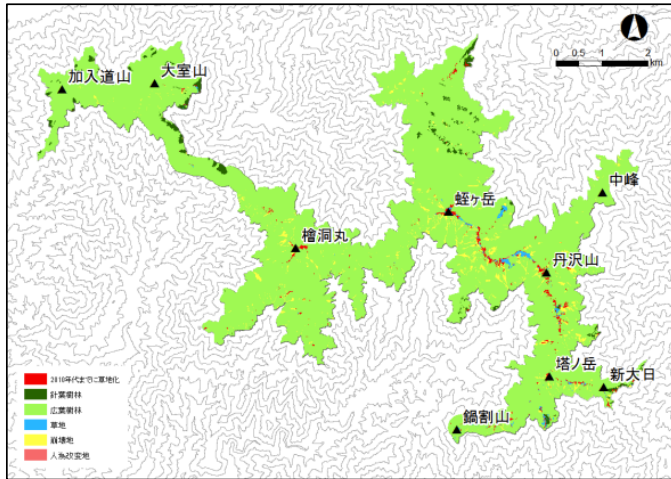 0 0.5 1 2
km
加入道山
大室山
中峰
蛭ヶ岳
檜洞丸
丹沢山
塔ノ岳
新大日
鍋割山
2010年代までに草地化
針葉樹林
広葉樹林
草地
崩壊地
人為改変地